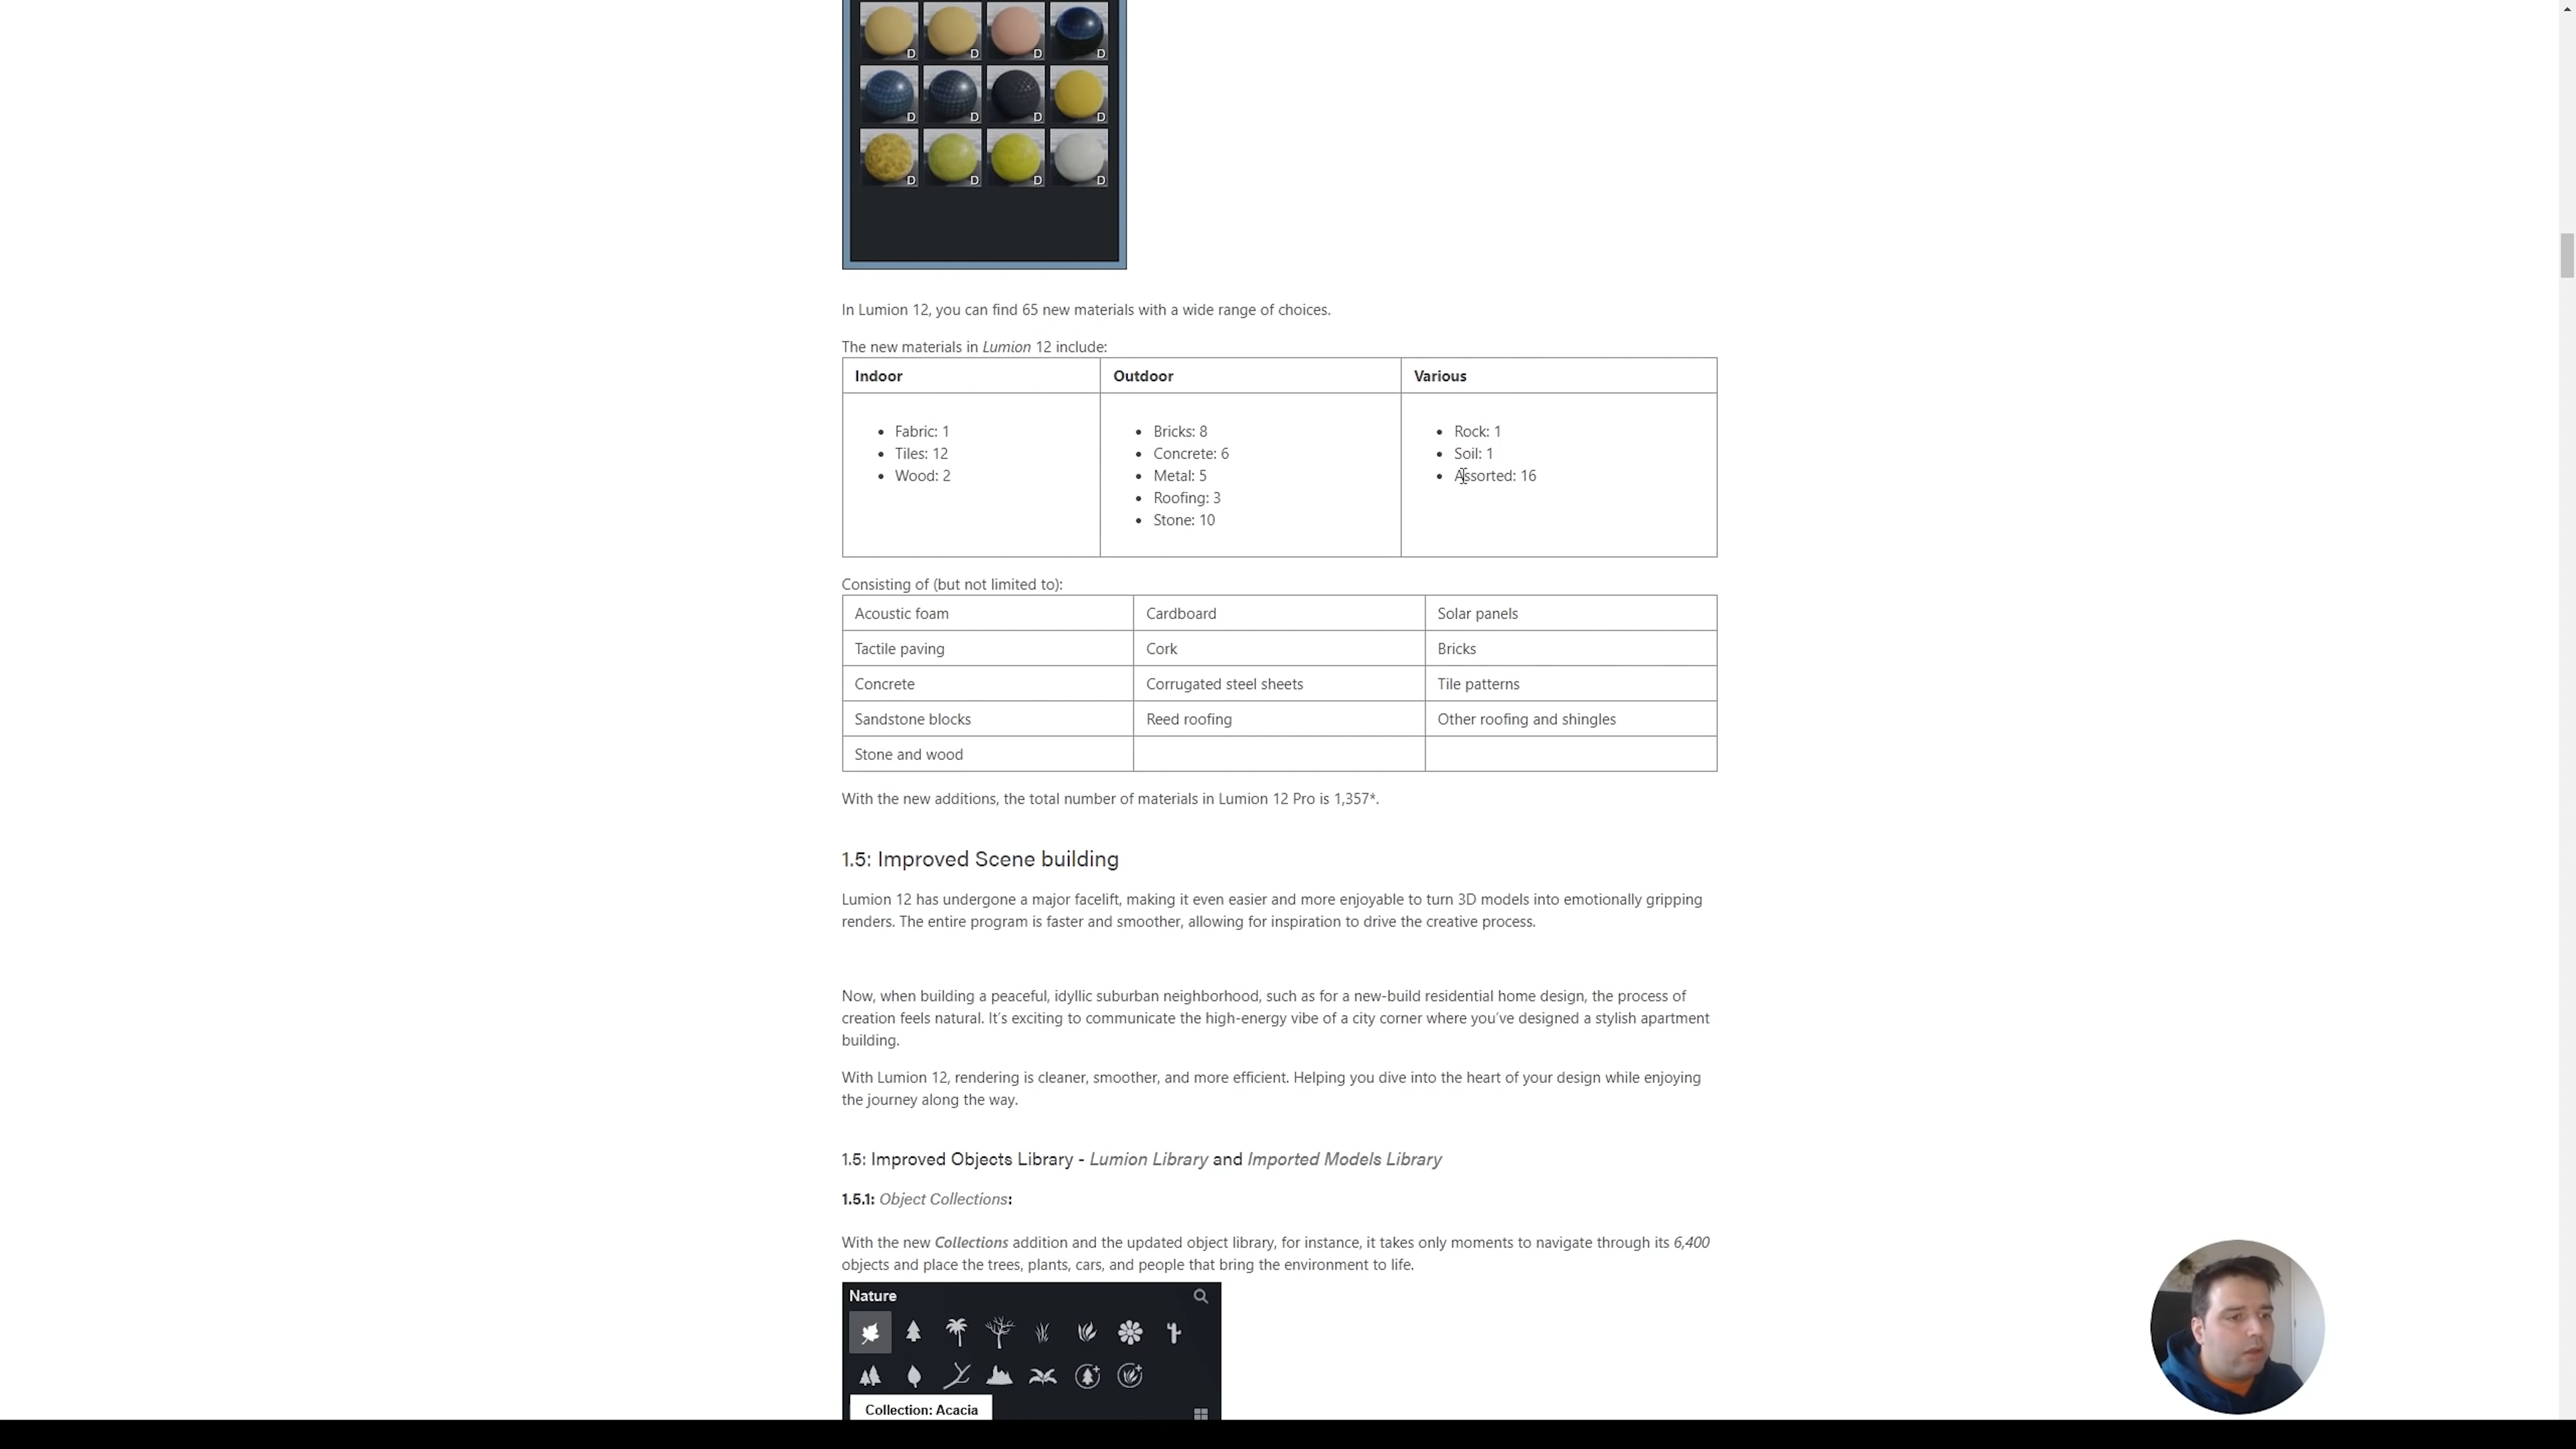 D D D D
D D D D
D D D D
In Lumion 12, you can find 65 new materials with a wide range of choices.
The new materials in Lumion 12 include:
Indoor Outdoor Various
• Fabric: 1
• Tiles: 12
• Wood: 2
• Bricks: 8
• Concrete: 6
• Metal: 5
• Roofing: 3
• Stone: 10
• Rock: 1
• Soil: 1
• Assorted: 16
Consisting of (but not limited to):
Acoustic foam Cardboard Solar panels
Tactile paving Cork Bricks
Concrete Corrugated steel sheets Tile patterns
Sandstone blocks Reed roofing Other roofing and shingles
Stone and wood
With the new additions, the total number of materials in Lumion 12 Pro is 1,357*.
1.5: Improved Scene building
Lumion 12 has undergone a major facelift, making it even easier and more enjoyable to turn 3D models into emotionally gripping
renders. The entire program is faster and smoother, allowing for inspiration to drive the creative process.
Now, when building a peaceful, idyllic suburban neighborhood, such as for a new-build residential home design, the process of
creation feels natural. It's exciting to communicate the high-energy vibe of a city corner where you've designed a stylish apartment
building.
With Lumion 12, rendering is cleaner, smoother, and more efficient. Helping you dive into the heart of your design while enjoying
the journey along the way.
1.5: Improved Objects Library - Lumion Library and Imported Models Library
1.5.1: Object Collections:
With the new Collections addition and the updated object library, for instance, it takes only moments to navigate through its 6,400
objects and place the trees, plants, cars, and people that bring the environment to life.
Nature
Collection: Acacia